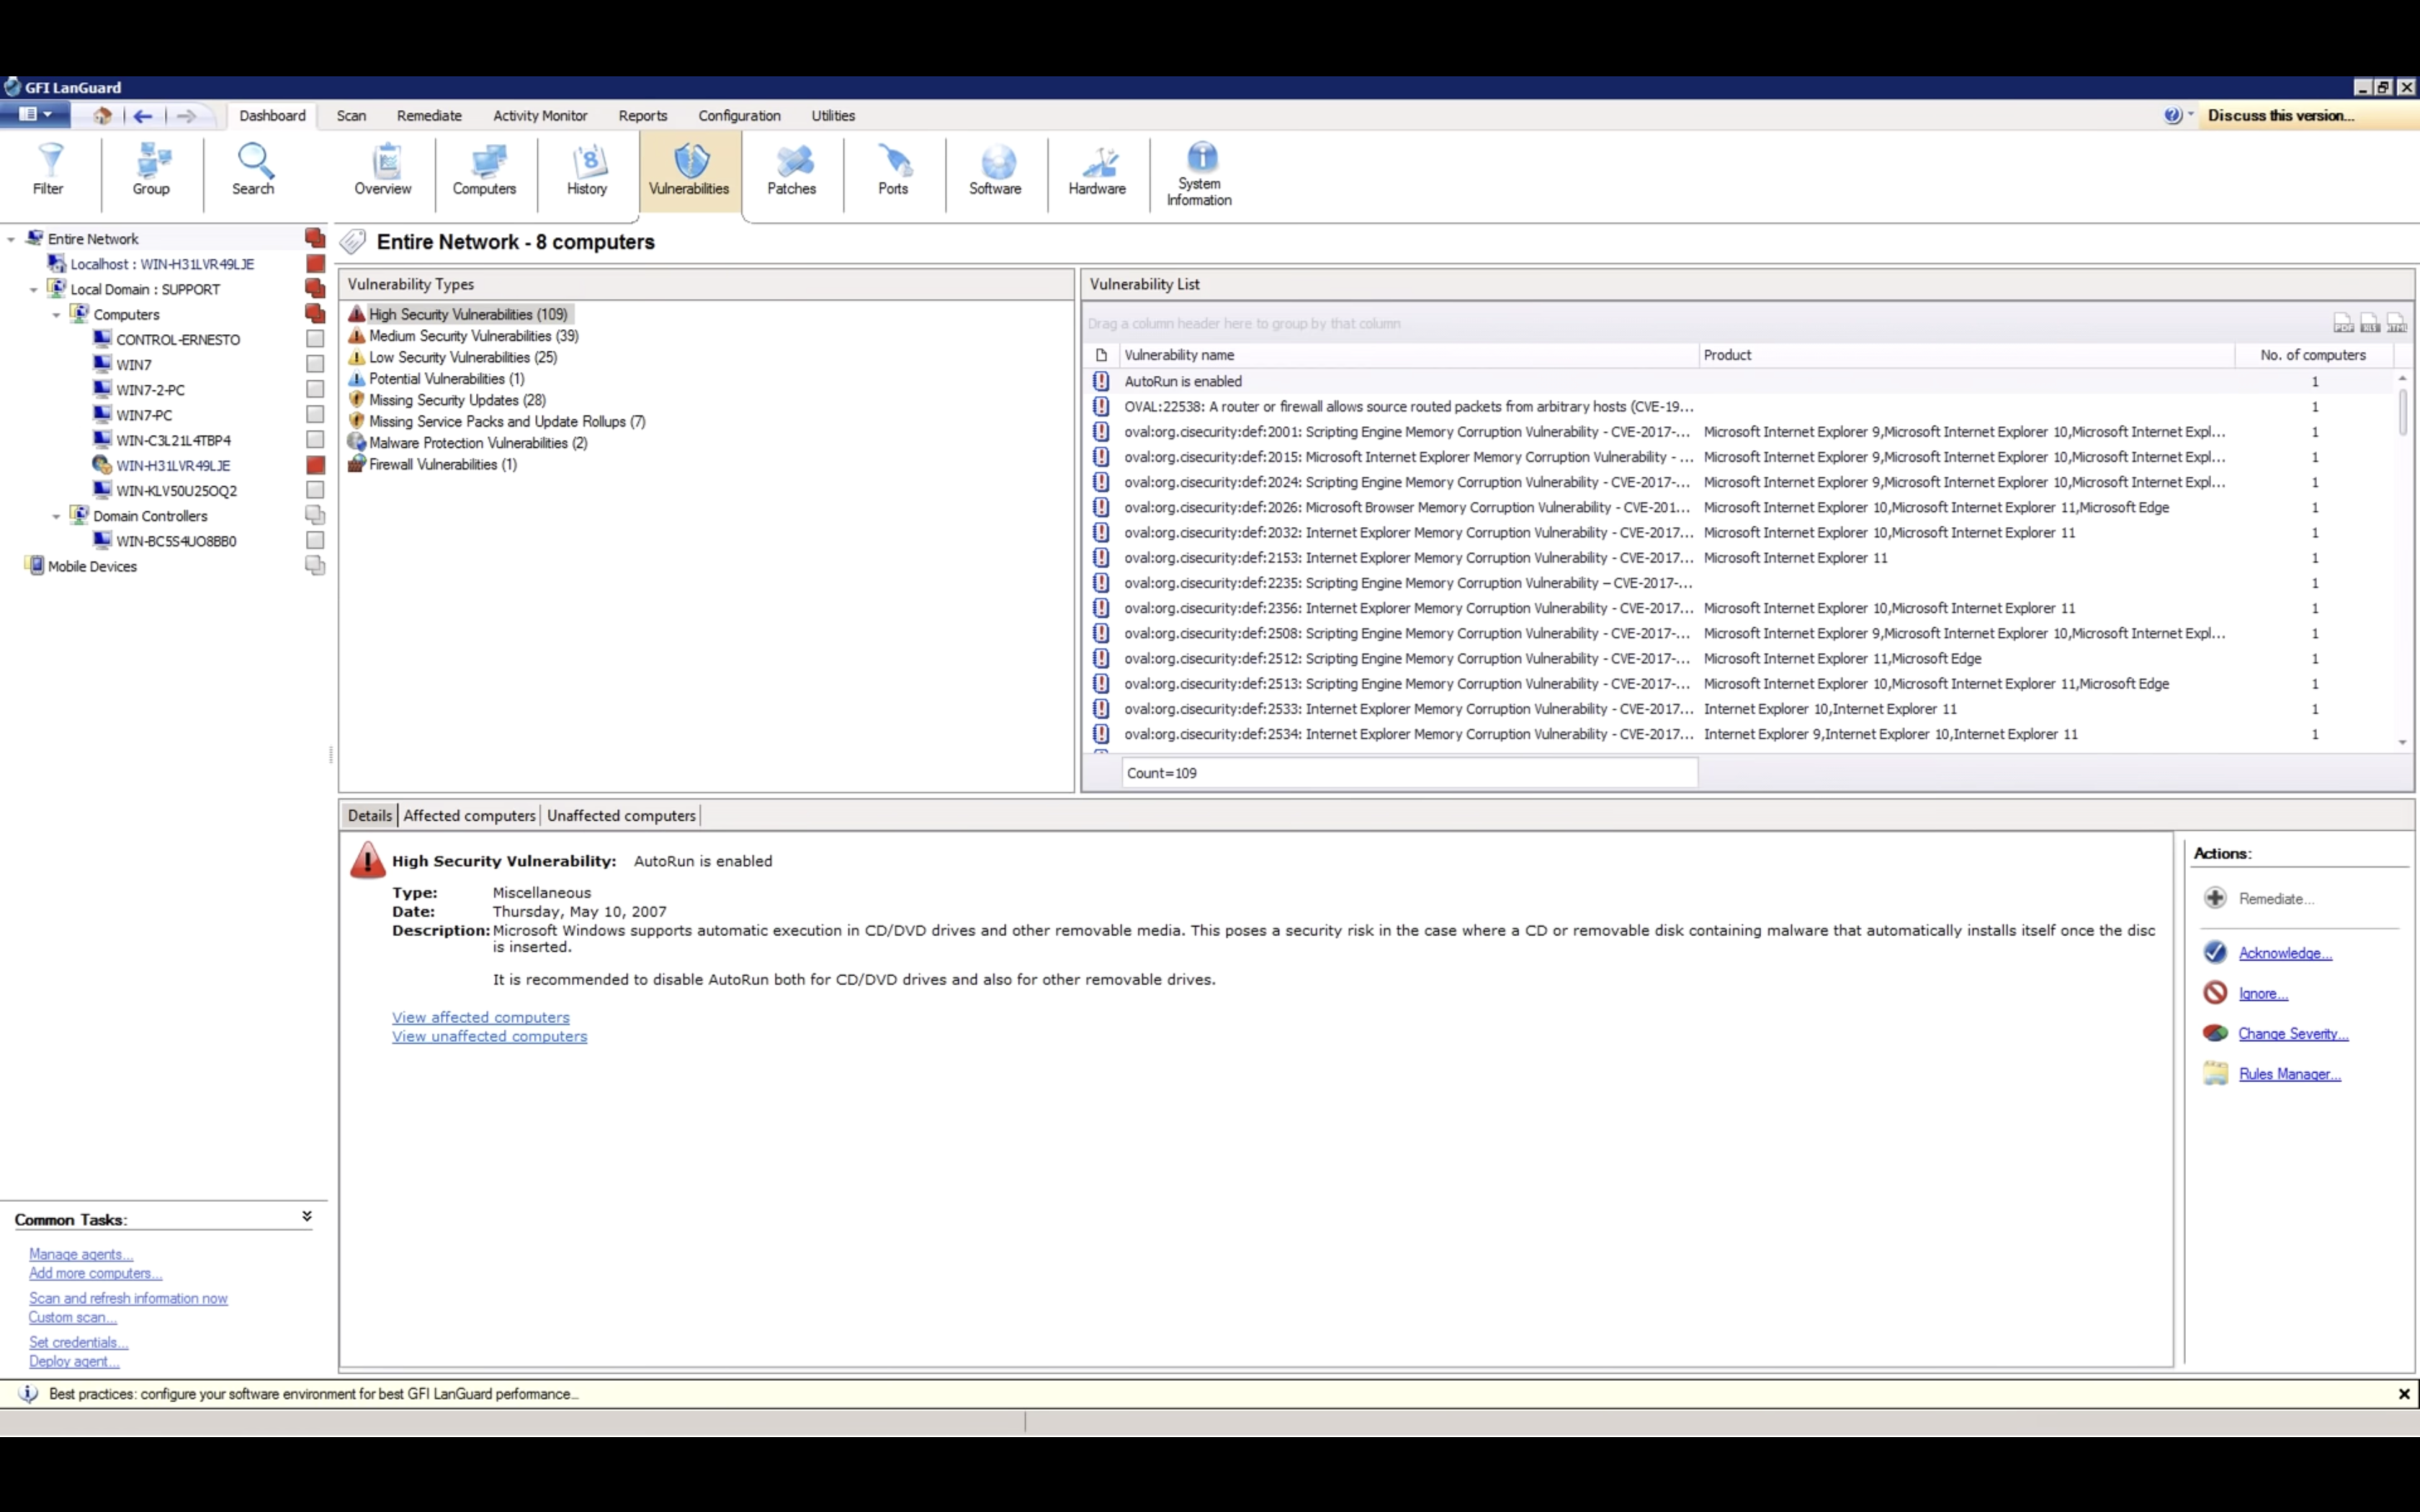 GFI LanGuard
Dashboard Scan Remediate Activity Monitor Reports Configuration Utilities Discuss this version...
Filter Group Search Overview Computers History Vulnerabilities Patches Ports Software Hardware System Information
Entire Network
Localhost : WIN-H31LVR49LJE
Local Domain : SUPPORT
Computers
CONTROL-ERNESTO
WIN7
WIN7-2-PC
WIN7-PC
WIN-C3L21L4TBP4
WIN-H31LVR49LJE
WIN-KLV50U25OQ2
Domain Controllers
WIN-BC5S4UO8BB0
Mobile Devices
Common Tasks:
Manage agents...
Add more computers...
Scan and refresh information now
Custom scan...
Set credentials...
Deploy agent...
Entire Network - 8 computers
Vulnerability Types
High Security Vulnerabilities (109)
Medium Security Vulnerabilities (39)
Low Security Vulnerabilities (25)
Potential Vulnerabilities (1)
Missing Security Updates (28)
Missing Service Packs and Update Rollups (7)
Malware Protection Vulnerabilities (2)
Firewall Vulnerabilities (1)
Vulnerability List
Drag a column header here to group by that column
PDF XLS HTML
Vulnerability name Product No. of computers
AutoRun is enabled 1
OVAL:22538: A router or firewall allows source routed packets from arbitrary hosts (CVE-19... 1
oval:org.cisecurity:def:2001: Scripting Engine Memory Corruption Vulnerability - CVE-2017-... Microsoft Internet Explorer 9,Microsoft Internet Explorer 10,Microsoft Internet Expl... 1
oval:org.cisecurity:def:2015: Microsoft Internet Explorer Memory Corruption Vulnerability - ... Microsoft Internet Explorer 9,Microsoft Internet Explorer 10,Microsoft Internet Expl... 1
oval:org.cisecurity:def:2024: Scripting Engine Memory Corruption Vulnerability - CVE-2017-... Microsoft Internet Explorer 9,Microsoft Internet Explorer 10,Microsoft Internet Expl... 1
oval:org.cisecurity:def:2026: Microsoft Browser Memory Corruption Vulnerability - CVE-201... Microsoft Internet Explorer 10,Microsoft Internet Explorer 11,Microsoft Edge 1
oval:org.cisecurity:def:2032: Internet Explorer Memory Corruption Vulnerability - CVE-2017... Microsoft Internet Explorer 10,Microsoft Internet Explorer 11 1
oval:org.cisecurity:def:2153: Internet Explorer Memory Corruption Vulnerability - CVE-2017... Microsoft Internet Explorer 11 1
oval:org.cisecurity:def:2235: Scripting Engine Memory Corruption Vulnerability – CVE-2017-... 1
oval:org.cisecurity:def:2356: Internet Explorer Memory Corruption Vulnerability - CVE-2017... Microsoft Internet Explorer 10,Microsoft Internet Explorer 11 1
oval:org.cisecurity:def:2508: Scripting Engine Memory Corruption Vulnerability - CVE-2017-... Microsoft Internet Explorer 9,Microsoft Internet Explorer 10,Microsoft Internet Expl... 1
oval:org.cisecurity:def:2512: Scripting Engine Memory Corruption Vulnerability - CVE-2017-... Microsoft Internet Explorer 11,Microsoft Edge 1
oval:org.cisecurity:def:2513: Scripting Engine Memory Corruption Vulnerability - CVE-2017-... Microsoft Internet Explorer 10,Microsoft Internet Explorer 11,Microsoft Edge 1
oval:org.cisecurity:def:2533: Internet Explorer Memory Corruption Vulnerability - CVE-2017... Internet Explorer 10,Internet Explorer 11 1
oval:org.cisecurity:def:2534: Internet Explorer Memory Corruption Vulnerability - CVE-2017... Internet Explorer 9,Internet Explorer 10,Internet Explorer 11 1
Count=109
Details Affected computers Unaffected computers
High Security Vulnerability: AutoRun is enabled
Type: Miscellaneous
Date: Thursday, May 10, 2007
Description: Microsoft Windows supports automatic execution in CD/DVD drives and other removable media. This poses a security risk in the case where a CD or removable disk containing malware that automatically installs itself once the disc
is inserted.
It is recommended to disable AutoRun both for CD/DVD drives and also for other removable drives.
View affected computers
View unaffected computers
Actions:
Remediate...
Acknowledge...
Ignore...
Change Severity...
Rules Manager...
Best practices: configure your software environment for best GFI LanGuard performance...